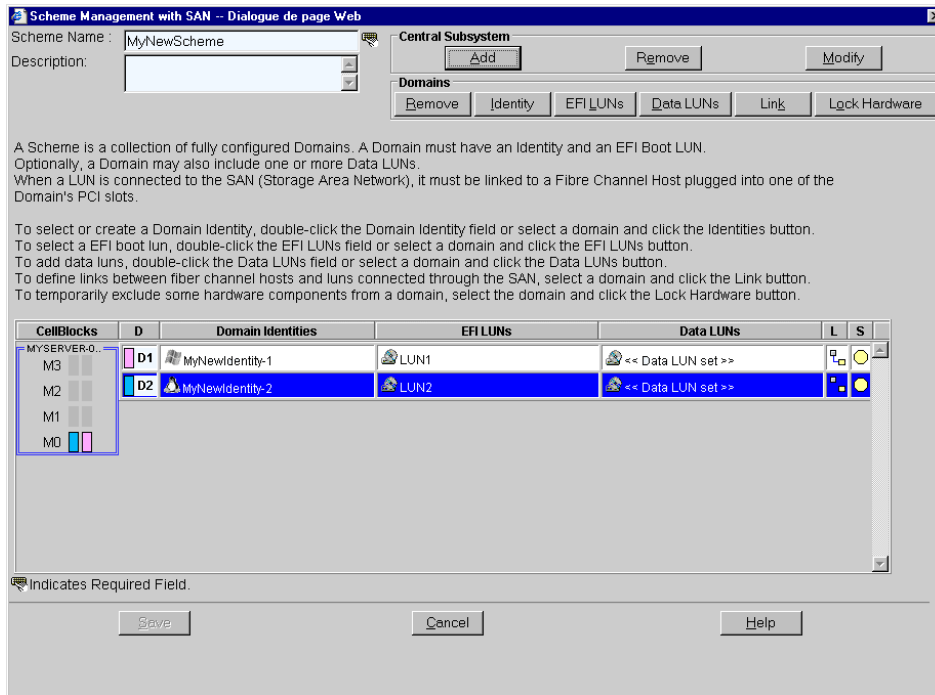 Scheme Management with SAN -- Dialogue de page Web
Scheme Name : MyNewScheme
Description:
Central Subsystem
Add Remove Modify
Domains
Remove Identity EFI LUNs Data LUNs Link Lock Hardware
A Scheme is a collection of fully configured Domains. A Domain must have an Identity and an EFI Boot LUN.
Optionally, a Domain may also include one or more Data LUNs.
When a LUN is connected to the SAN (Storage Area Network), it must be linked to a Fibre Channel Host plugged into one of the
Domain's PCI slots.
To select or create a Domain Identity, double-click the Domain Identity field or select a domain and click the Identities button.
To select a EFI boot lun, double-click the EFI LUNs field or select a domain and click the EFI LUNs button.
To add data luns, double-click the Data LUNs field or select a domain and click the Data LUNs button.
To define links between fiber channel hosts and luns connected through the SAN, select a domain and click the Link button.
To temporarily exclude some hardware components from a domain, select the domain and click the Lock Hardware button.
CellBlocks D Domain Identities EFI LUNs Data LUNs L S
MYSERVER-0..
M3
M2
M1
M0
D1 MyNewIdentity-1 LUN1 << Data LUN set >>
D2 MyNewIdentity-2 LUN2 << Data LUN set >>
Indicates Required Field.
Save Cancel Help